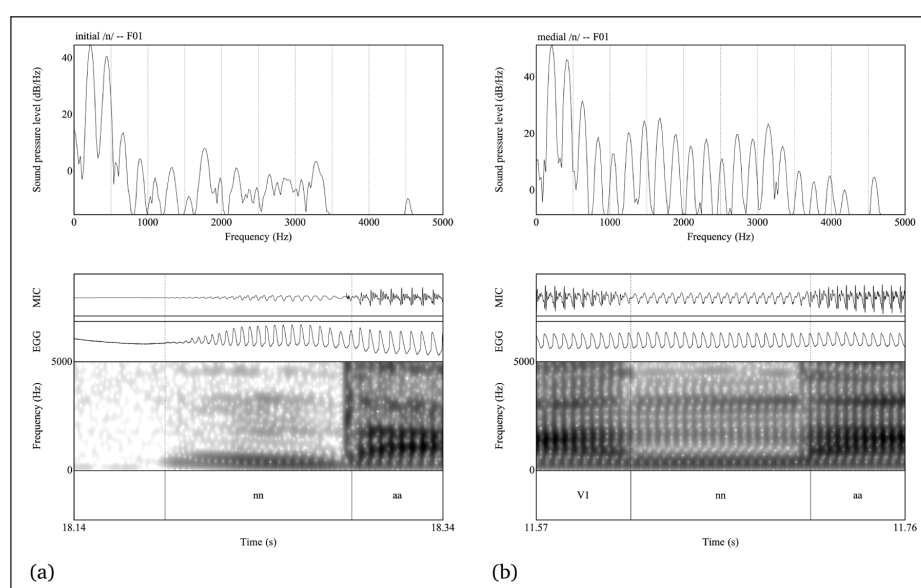 initial /n/ -- F01
Sound pressure level (dB/Hz)
40
20
0
0 1000 2000 3000 4000 5000
Frequency (Hz)
MIC
EGG
5000
Frequency (Hz)
0
nn aa
18.14 18.34
Time (s)
(a)
medial /n/ -- F01
Sound pressure level (dB/Hz)
40
20
0
0 1000 2000 3000 4000 5000
Frequency (Hz)
MIC
EGG
5000
Frequency (Hz)
0
V1 nn aa
11.57 11.76
Time (s)
(b)